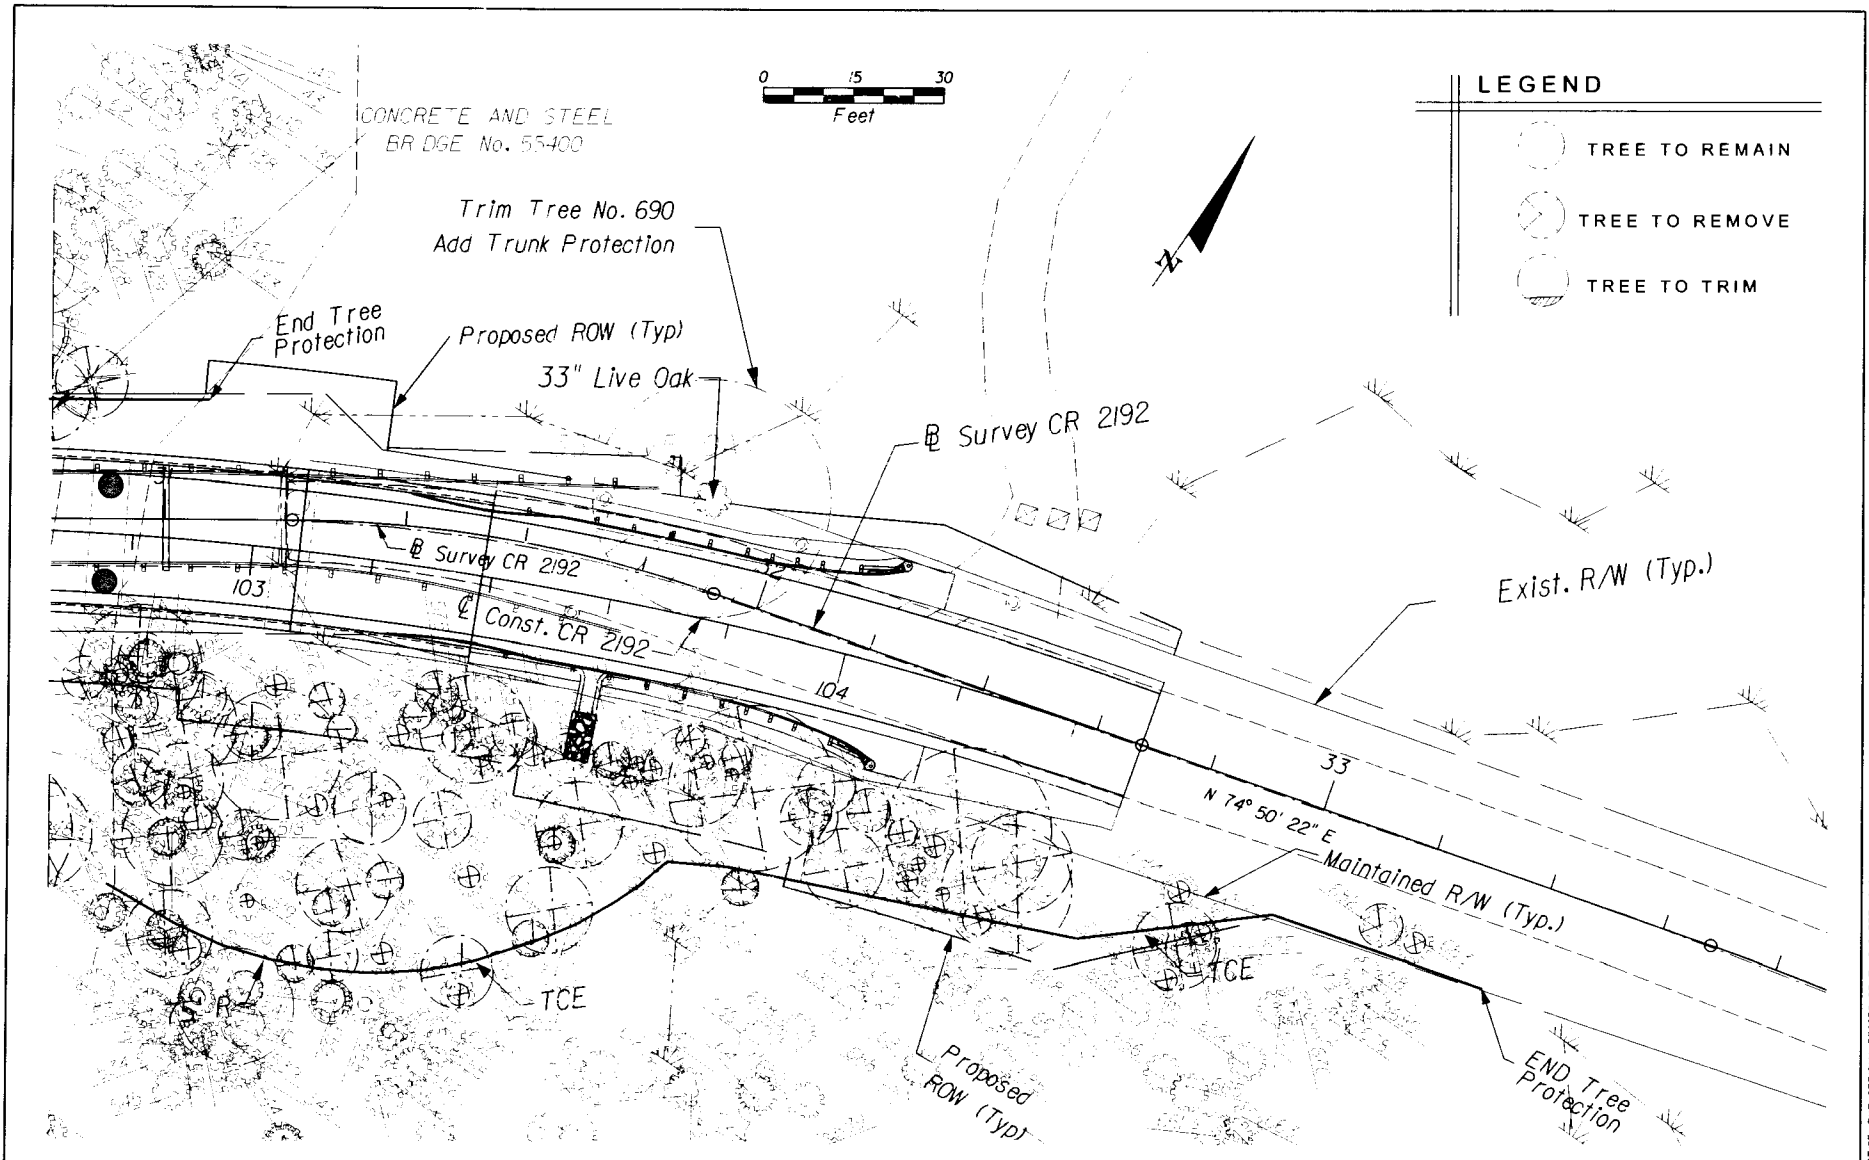 0 15 30
Feet
LEGEND
TREE TO REMAIN
TREE TO REMOVE
TREE TO TRIM
CONCRETE AND STEEL
BRIDGE No. 55400
Trim Tree No. 690
Add Trunk Protection
N
End Tree
Protection
Proposed ROW (Typ)
33" Live Oak
℄ Survey CR 2192
℄ Survey CR 2192
103
℄ Const. CR 2192
32
104
Exist. R/W (Typ.)
33
N 74° 50' 22" E
Maintained R/W (Typ.)
TCE
TCE
Proposed
ROW (Typ)
END Tree
Protection